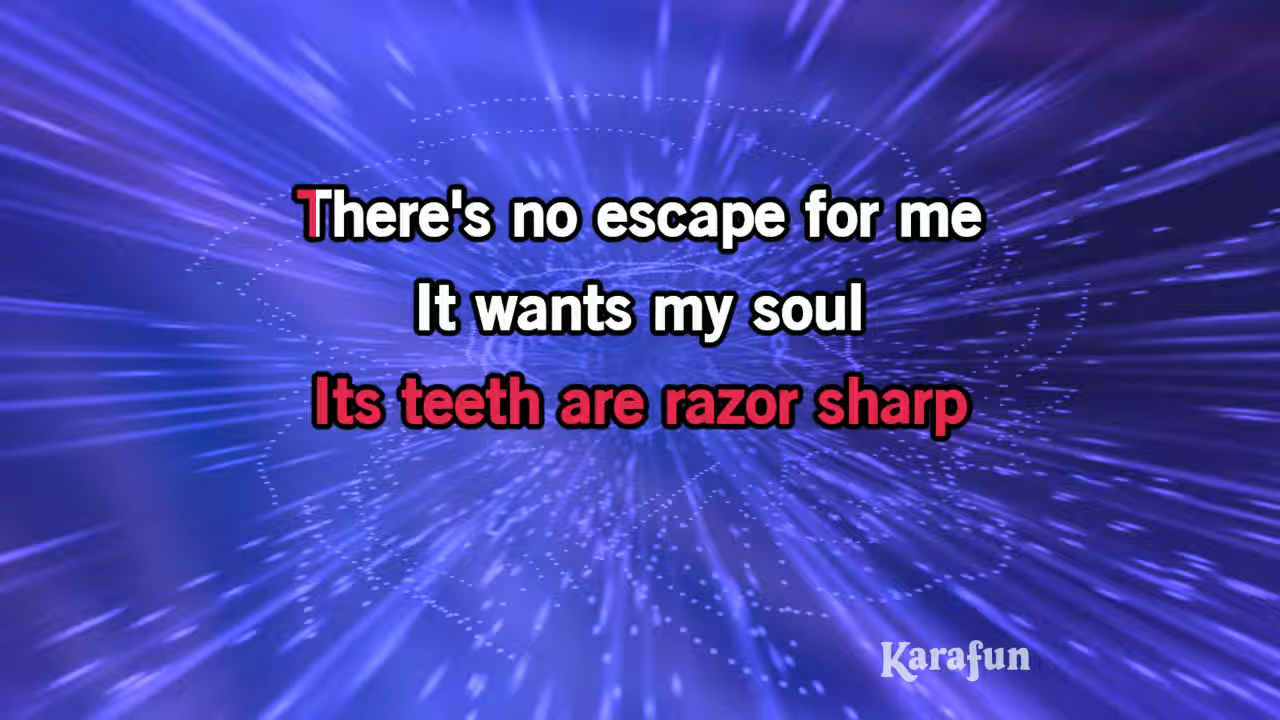 There's no escape for me
It wants my soul
Its teeth are razor sharp
Karafun